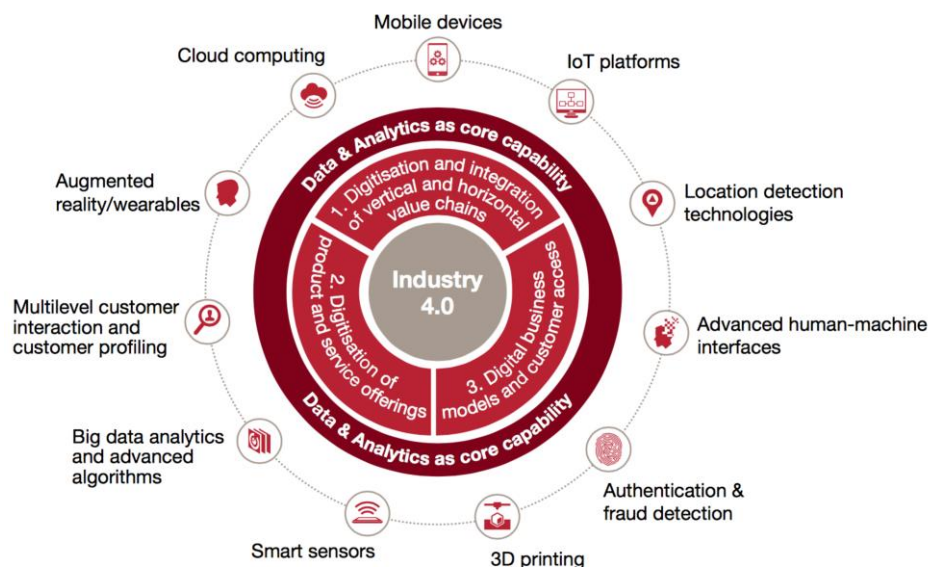 Mobile devices
Cloud computing
IoT platforms
Augmented
reality/wearables
Location detection
technologies
Multilevel customer
interaction and
customer profiling
Advanced human-machine
interfaces
Big data analytics
and advanced
algorithms
Authentication &
fraud detection
Smart sensors
3D printing
Data & Analytics as core capability
1. Digitisation and integration
of vertical and horizontal
value chains
2. Digitisation of
product and service offerings
3. Digital business
models and customer access
Industry
4.0
Data & Analytics as core capability